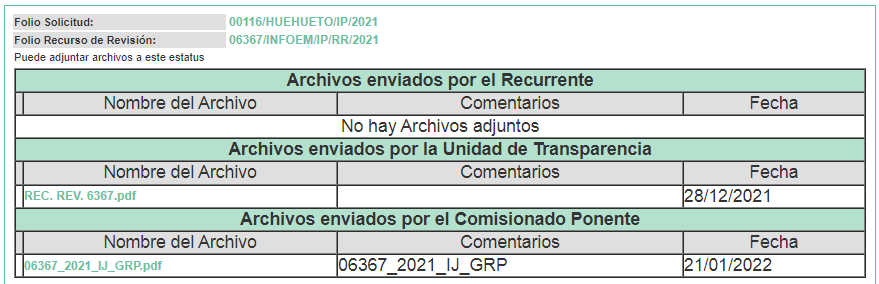 Folio Solicitud: 00116/HUEHUETO/IP/2021
Folio Recurso de Revisión: 06367/INFOEM/IP/RR/2021
Puede adjuntar archivos a este estatus
Archivos enviados por el Recurrente
Nombre del Archivo Comentarios Fecha
No hay Archivos adjuntos
Archivos enviados por la Unidad de Transparencia
Nombre del Archivo Comentarios Fecha
REC. REV. 6367.pdf 28/12/2021
Archivos enviados por el Comisionado Ponente
Nombre del Archivo Comentarios Fecha
06367_2021_IJ_GRP.pdf 06367_2021_IJ_GRP 21/01/2022